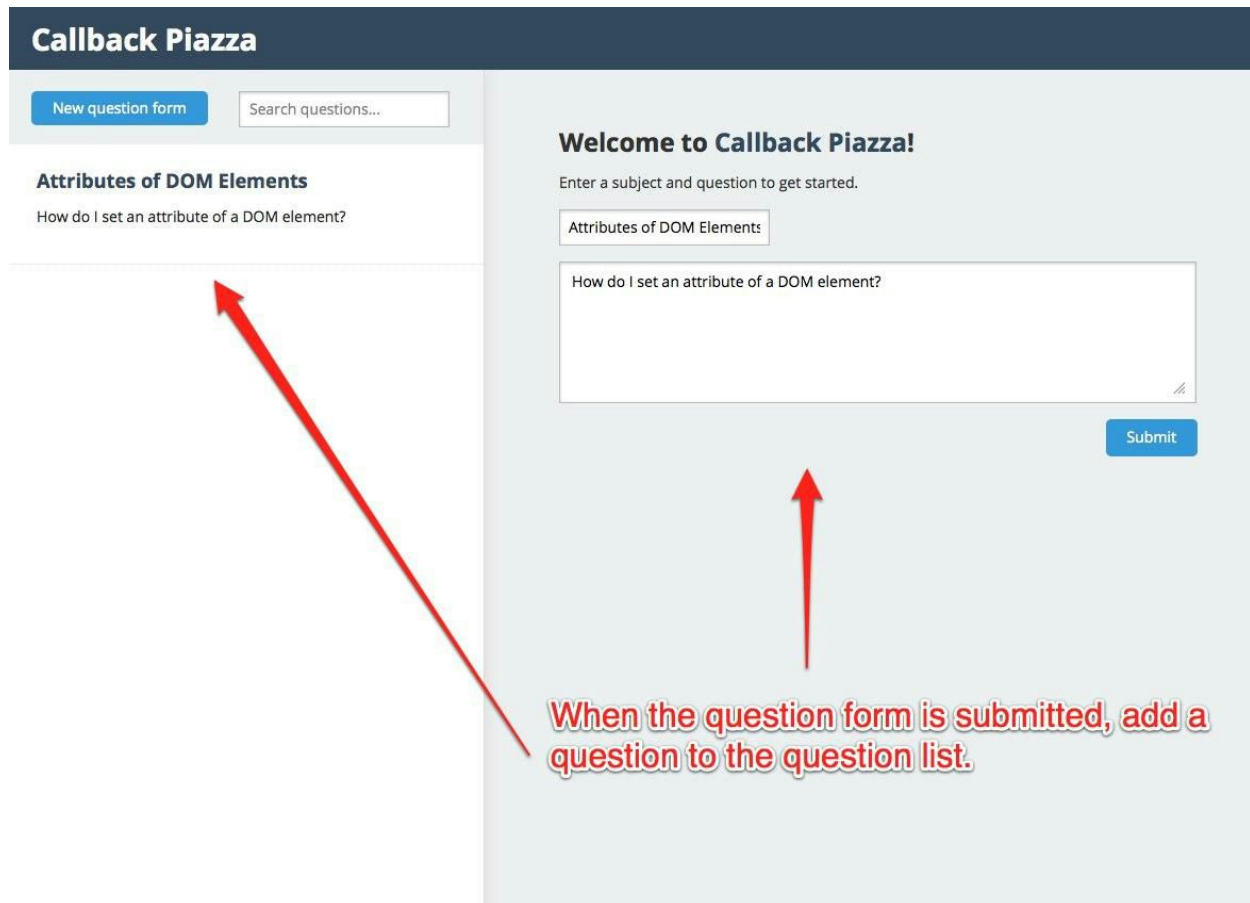 Callback Piazza
New question form
Search questions...
Attributes of DOM Elements
How do I set an attribute of a DOM element?
Welcome to Callback Piazza!
Enter a subject and question to get started.
Attributes of DOM Elements
How do I set an attribute of a DOM element?
Submit
When the question form is submitted, add a
question to the question list.